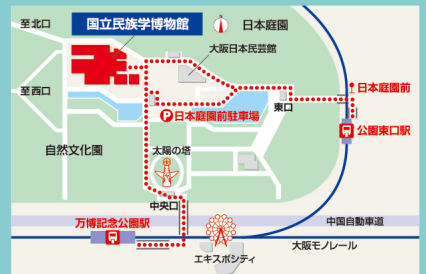 至北口
国立民族学博物館
日本庭園
大阪日本民芸館
至西口
日本庭園前
東口
P日本庭園前駐車場
公園東口駅
自然文化園
太陽の塔
中央口
万博記念公園駅
中国自動車道
大阪モノレール
エキスポシティ